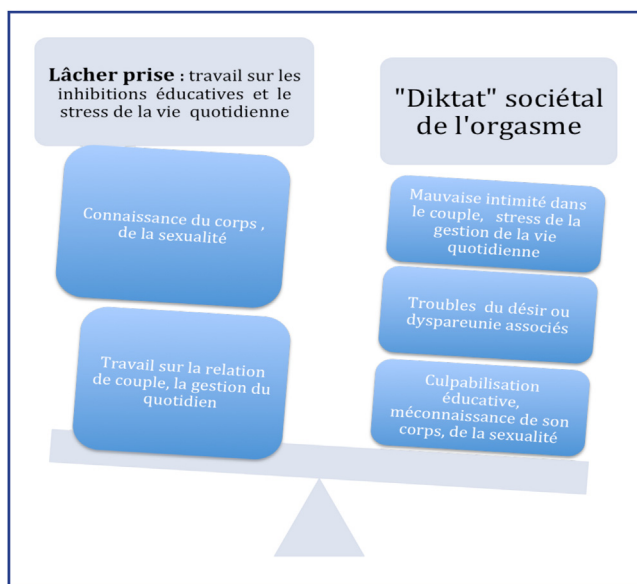 Lâcher prise : travail sur les
inhibitions éducatives et le
stress de la vie quotidienne
Connaissance du corps ,
de la sexualité
Travail sur la relation
de couple, la gestion du
quotidien
"Diktat" sociétal
de l'orgasme
Mauvaise intimité dans
le couple, stress de la
gestion de la vie
quotidienne
Troubles du désir ou
dyspareunie associés
Culpabilisation
éducative,
méconnaissance de son
corps, de la sexualité